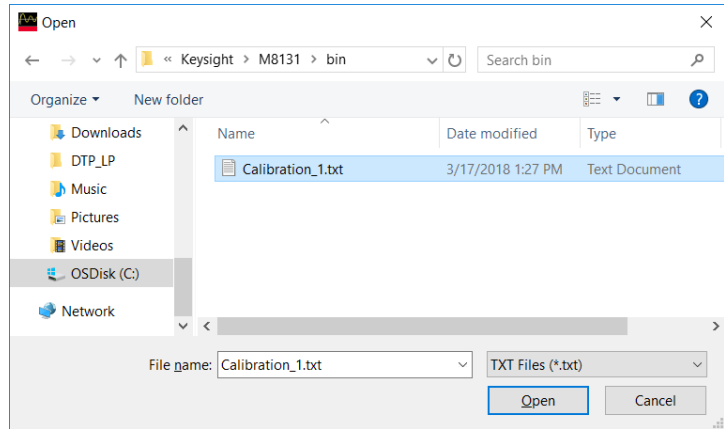 Open
« Keysight > M8131 > bin
Search bin
Organize
New folder
Name
Date modified
Type
Downloads
DTP_LP
Music
Pictures
Videos
OSDisk (C:)
Network
Calibration_1.txt
3/17/2018 1:27 PM
Text Document
File name:
Calibration_1.txt
TXT Files (*.txt)
Open
Cancel